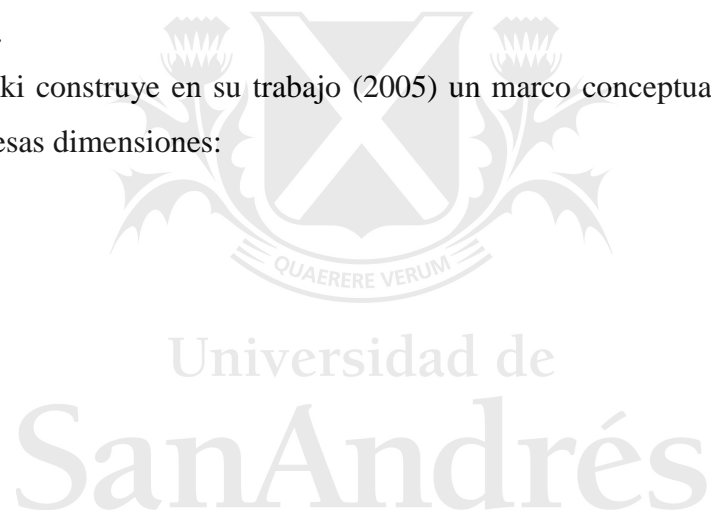 ki construye en su trabajo (2005) un marco conceptua
esas dimensiones:
QUAERERE VERUM
Universidad de
SanAndrés